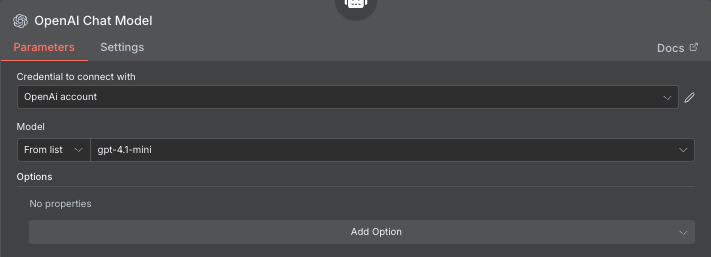 OpenAI Chat Model
Parameters Settings Docs
Credential to connect with
OpenAi account
Model
From list gpt-4.1-mini
Options
No properties
Add Option